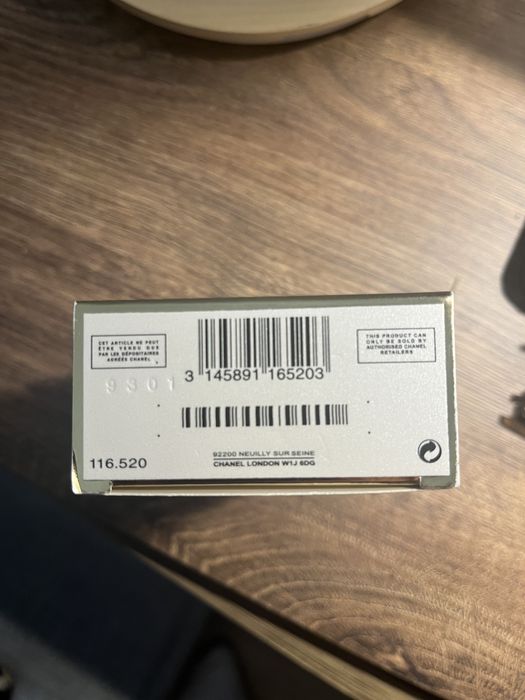 CET ARTICLE NE PEUT
ÊTRE VENDU QUE
PAR LES DÉPOSITAIRES
AGRÉÉS CHANEL
THIS PRODUCT CAN
ONLY BE SOLD BY
AUTHORISED CHANEL
RETAILERS
9301
3 145891 165203
116.520
92200 NEUILLY SUR SEINE
CHANEL LONDON W1J 6DG